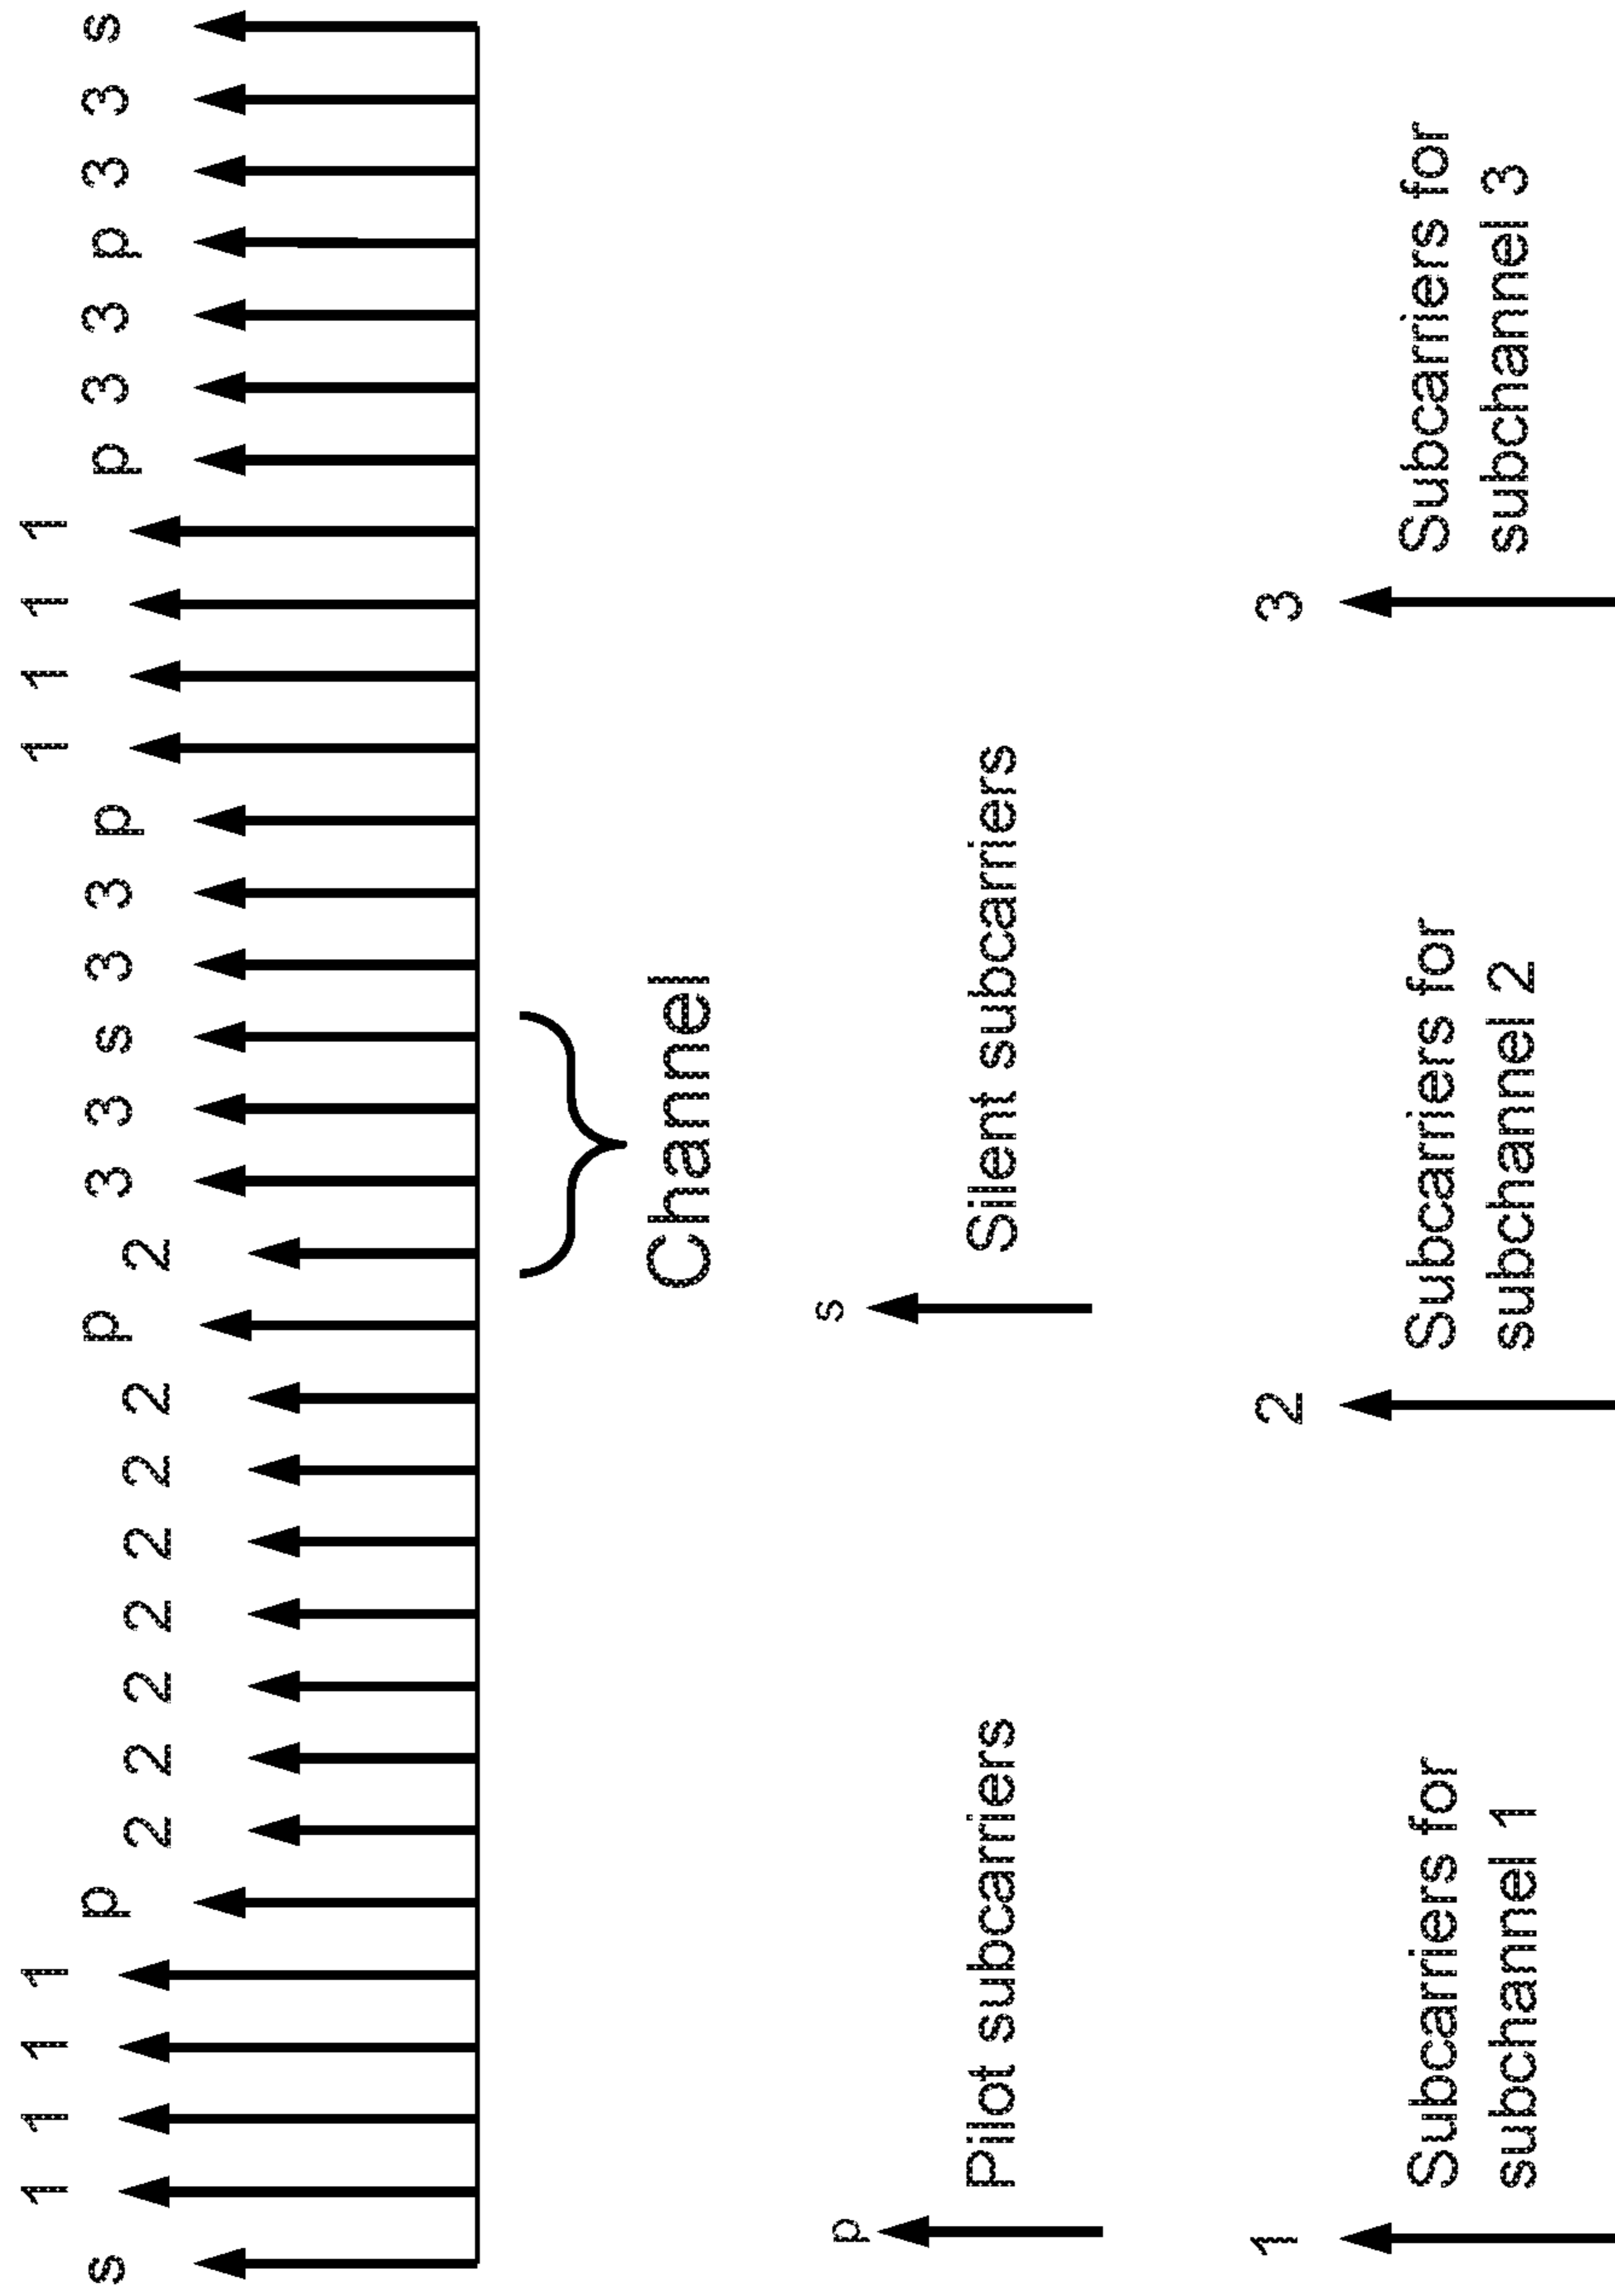 s 1 1 1 1 p 2 2 2 2 2 2 2 p 2 3 3 s 3 3 p 1 1 1 1 p 3 3 p 3 3 s
Channel
p
Pilot subcarriers
s
Silent subcarriers
1
Subcarriers for
subchannel 1
2
Subcarriers for
subchannel 2
3
Subcarriers for
subchannel 3